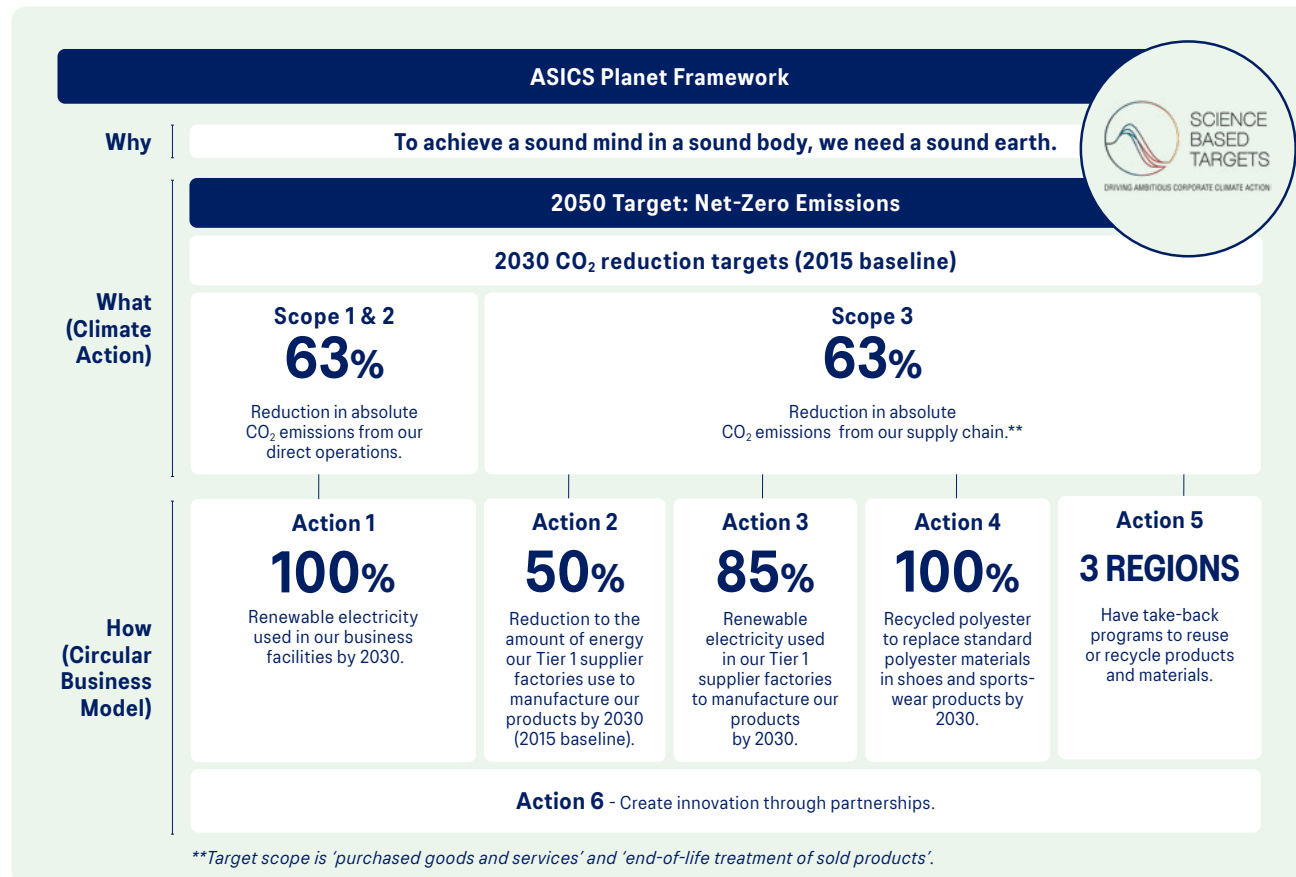 ASICS Planet Framework
SCIENCE
BASED
TARGETS
DRIVING AMBITIOUS CORPORATE CLIMATE ACTION
Why
To achieve a sound mind in a sound body, we need a sound earth.
What
(Climate
Action)
2050 Target: Net-Zero Emissions
2030 CO₂ reduction targets (2015 baseline)
Scope 1 & 2
63%
Reduction in absolute
CO₂ emissions from our
direct operations.
Scope 3
63%
Reduction in absolute
CO₂ emissions from our supply chain.**
How
(Circular
Business
Model)
Action 1
100%
Renewable electricity
used in our business
facilities by 2030.
Action 2
50%
Reduction to the
amount of energy
our Tier 1 supplier
factories use to
manufacture our
products by 2030
(2015 baseline).
Action 3
85%
Renewable
electricity used
in our Tier 1
supplier factories
to manufacture our
products
by 2030.
Action 4
100%
Recycled polyester
to replace standard
polyester materials
in shoes and sports-
wear products by
2030.
Action 5
3 REGIONS
Have take-back
programs to reuse
or recycle products
and materials.
Action 6 - Create innovation through partnerships.
**Target scope is ‘purchased goods and services’ and ‘end-of-life treatment of sold products’.